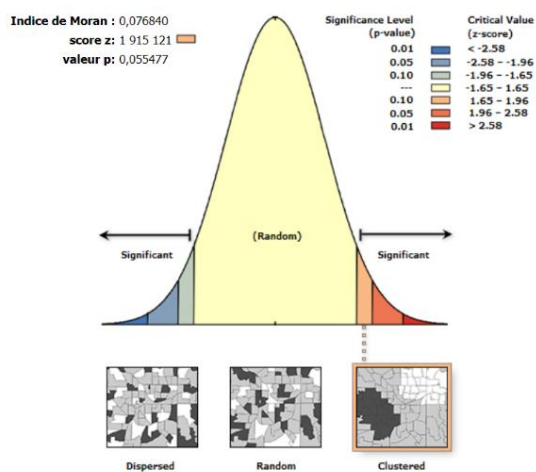 Indice de Moran : 0,076840
score z: 1 915 121
valeur p: 0,055477
Significance Level
(p-value)
Critical Value
(z-score)
0.01 < -2.58
0.05 -2.58 – -1.96
0.10 -1.96 – -1.65
--- -1.65 – 1.65
0.10 1.65 – 1.96
0.05 1.96 – 2.58
0.01 > 2.58
Significant
(Random)
Significant
Dispersed
Random
Clustered